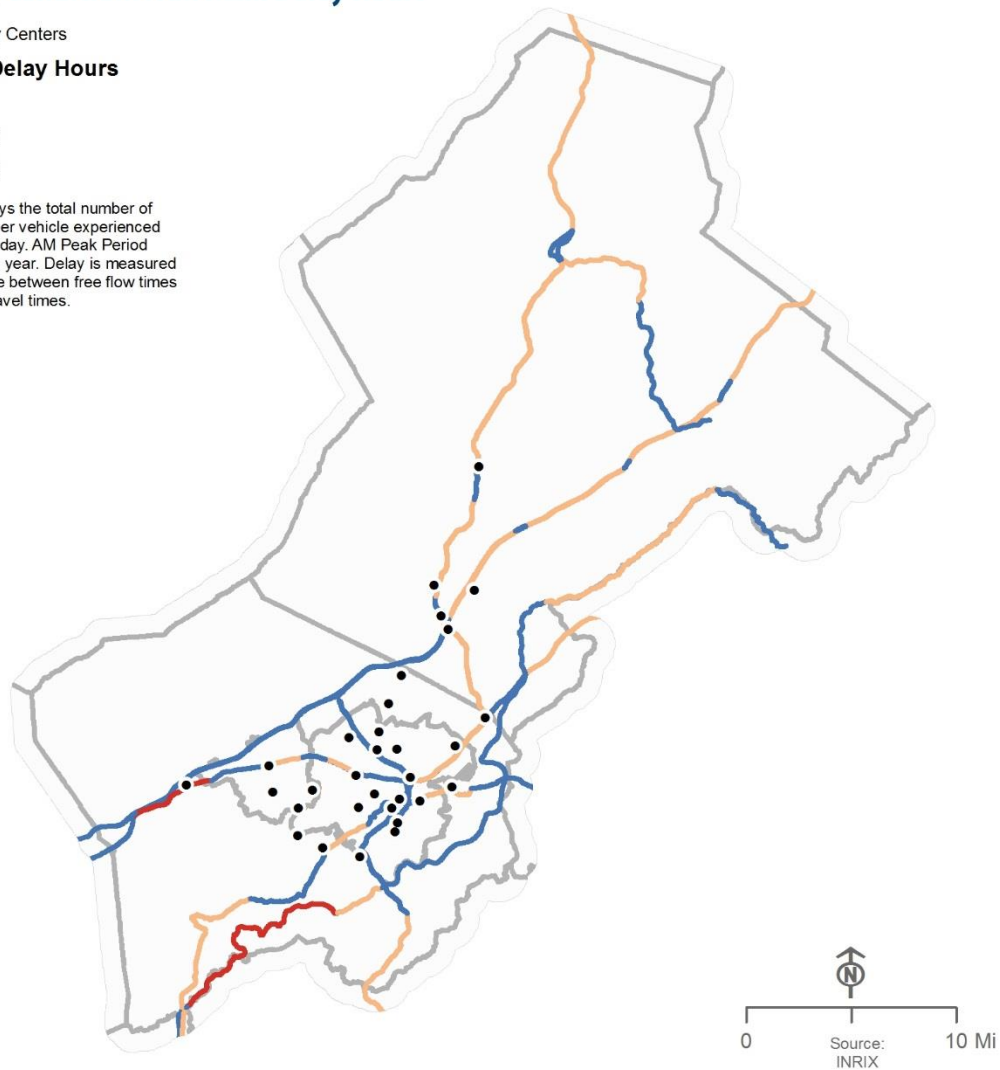 Centers
Delay Hours
ys the total number of
er vehicle experienced
day. AM Peak Period
year. Delay is measured
e between free flow times
avel times.
N
0
10 Mi
Source:
INRIX